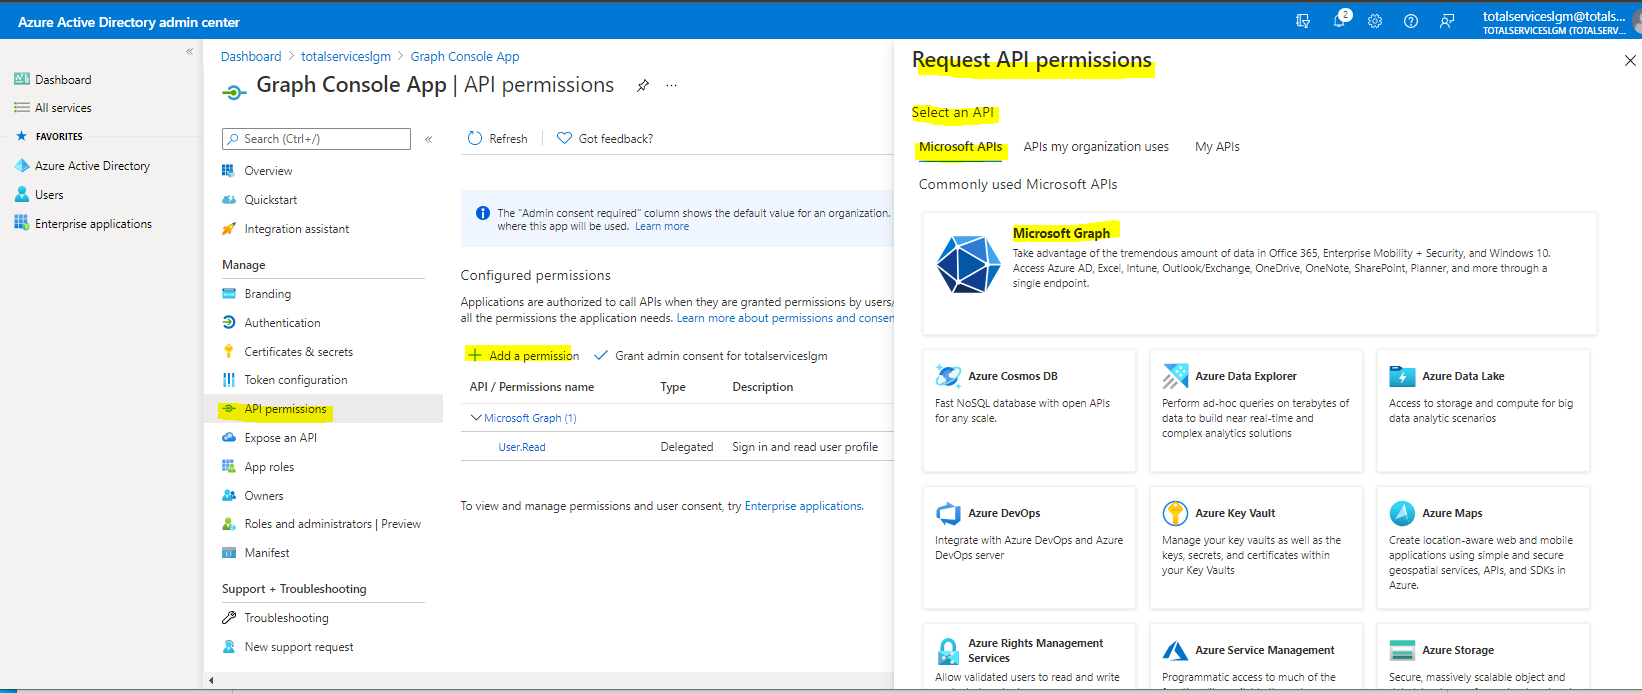 Azure Active Directory admin center
2
totalserviceslgm@totals...
TOTALSERVICESLGM (TOTALSERV...
Dashboard
All services
FAVORITES
Azure Active Directory
Users
Enterprise applications
Dashboard > totalserviceslgm > Graph Console App
Graph Console App | API permissions
Search (Ctrl+/)
Overview
Quickstart
Integration assistant
Manage
Branding
Authentication
Certificates & secrets
Token configuration
API permissions
Expose an API
App roles
Owners
Roles and administrators | Preview
Manifest
Support + Troubleshooting
Troubleshooting
New support request
Refresh
Got feedback?
The "Admin consent required" column shows the default value for an organization.
where this app will be used. Learn more
Configured permissions
Applications are authorized to call APIs when they are granted permissions by users/
all the permissions the application needs. Learn more about permissions and consen
Add a permission
Grant admin consent for totalserviceslgm
API / Permissions name Type Description
Microsoft Graph (1)
User.Read Delegated Sign in and read user profile
To view and manage permissions and user consent, try Enterprise applications.
Request API permissions
Select an API
Microsoft APIs APIs my organization uses My APIs
Commonly used Microsoft APIs
Microsoft Graph
Take advantage of the tremendous amount of data in Office 365, Enterprise Mobility + Security, and Windows 10.
Access Azure AD, Excel, Intune, Outlook/Exchange, OneDrive, OneNote, SharePoint, Planner, and more through a
single endpoint.
Azure Cosmos DB
Fast NoSQL database with open APIs
for any scale.
Azure Data Explorer
Perform ad-hoc queries on terabytes of
data to build near real-time and
complex analytics solutions
Azure Data Lake
Access to storage and compute for big
data analytic scenarios
Azure DevOps
Integrate with Azure DevOps and Azure
DevOps server
Azure Key Vault
Manage your key vaults as well as the
keys, secrets, and certificates within
your Key Vaults
Azure Maps
Create location-aware web and mobile
applications using simple and secure
geospatial services, APIs, and SDKs in
Azure.
Azure Rights Management
Services
Allow validated users to read and write
Azure Service Management
Programmatic access to much of the
Azure Storage
Secure, massively scalable object and